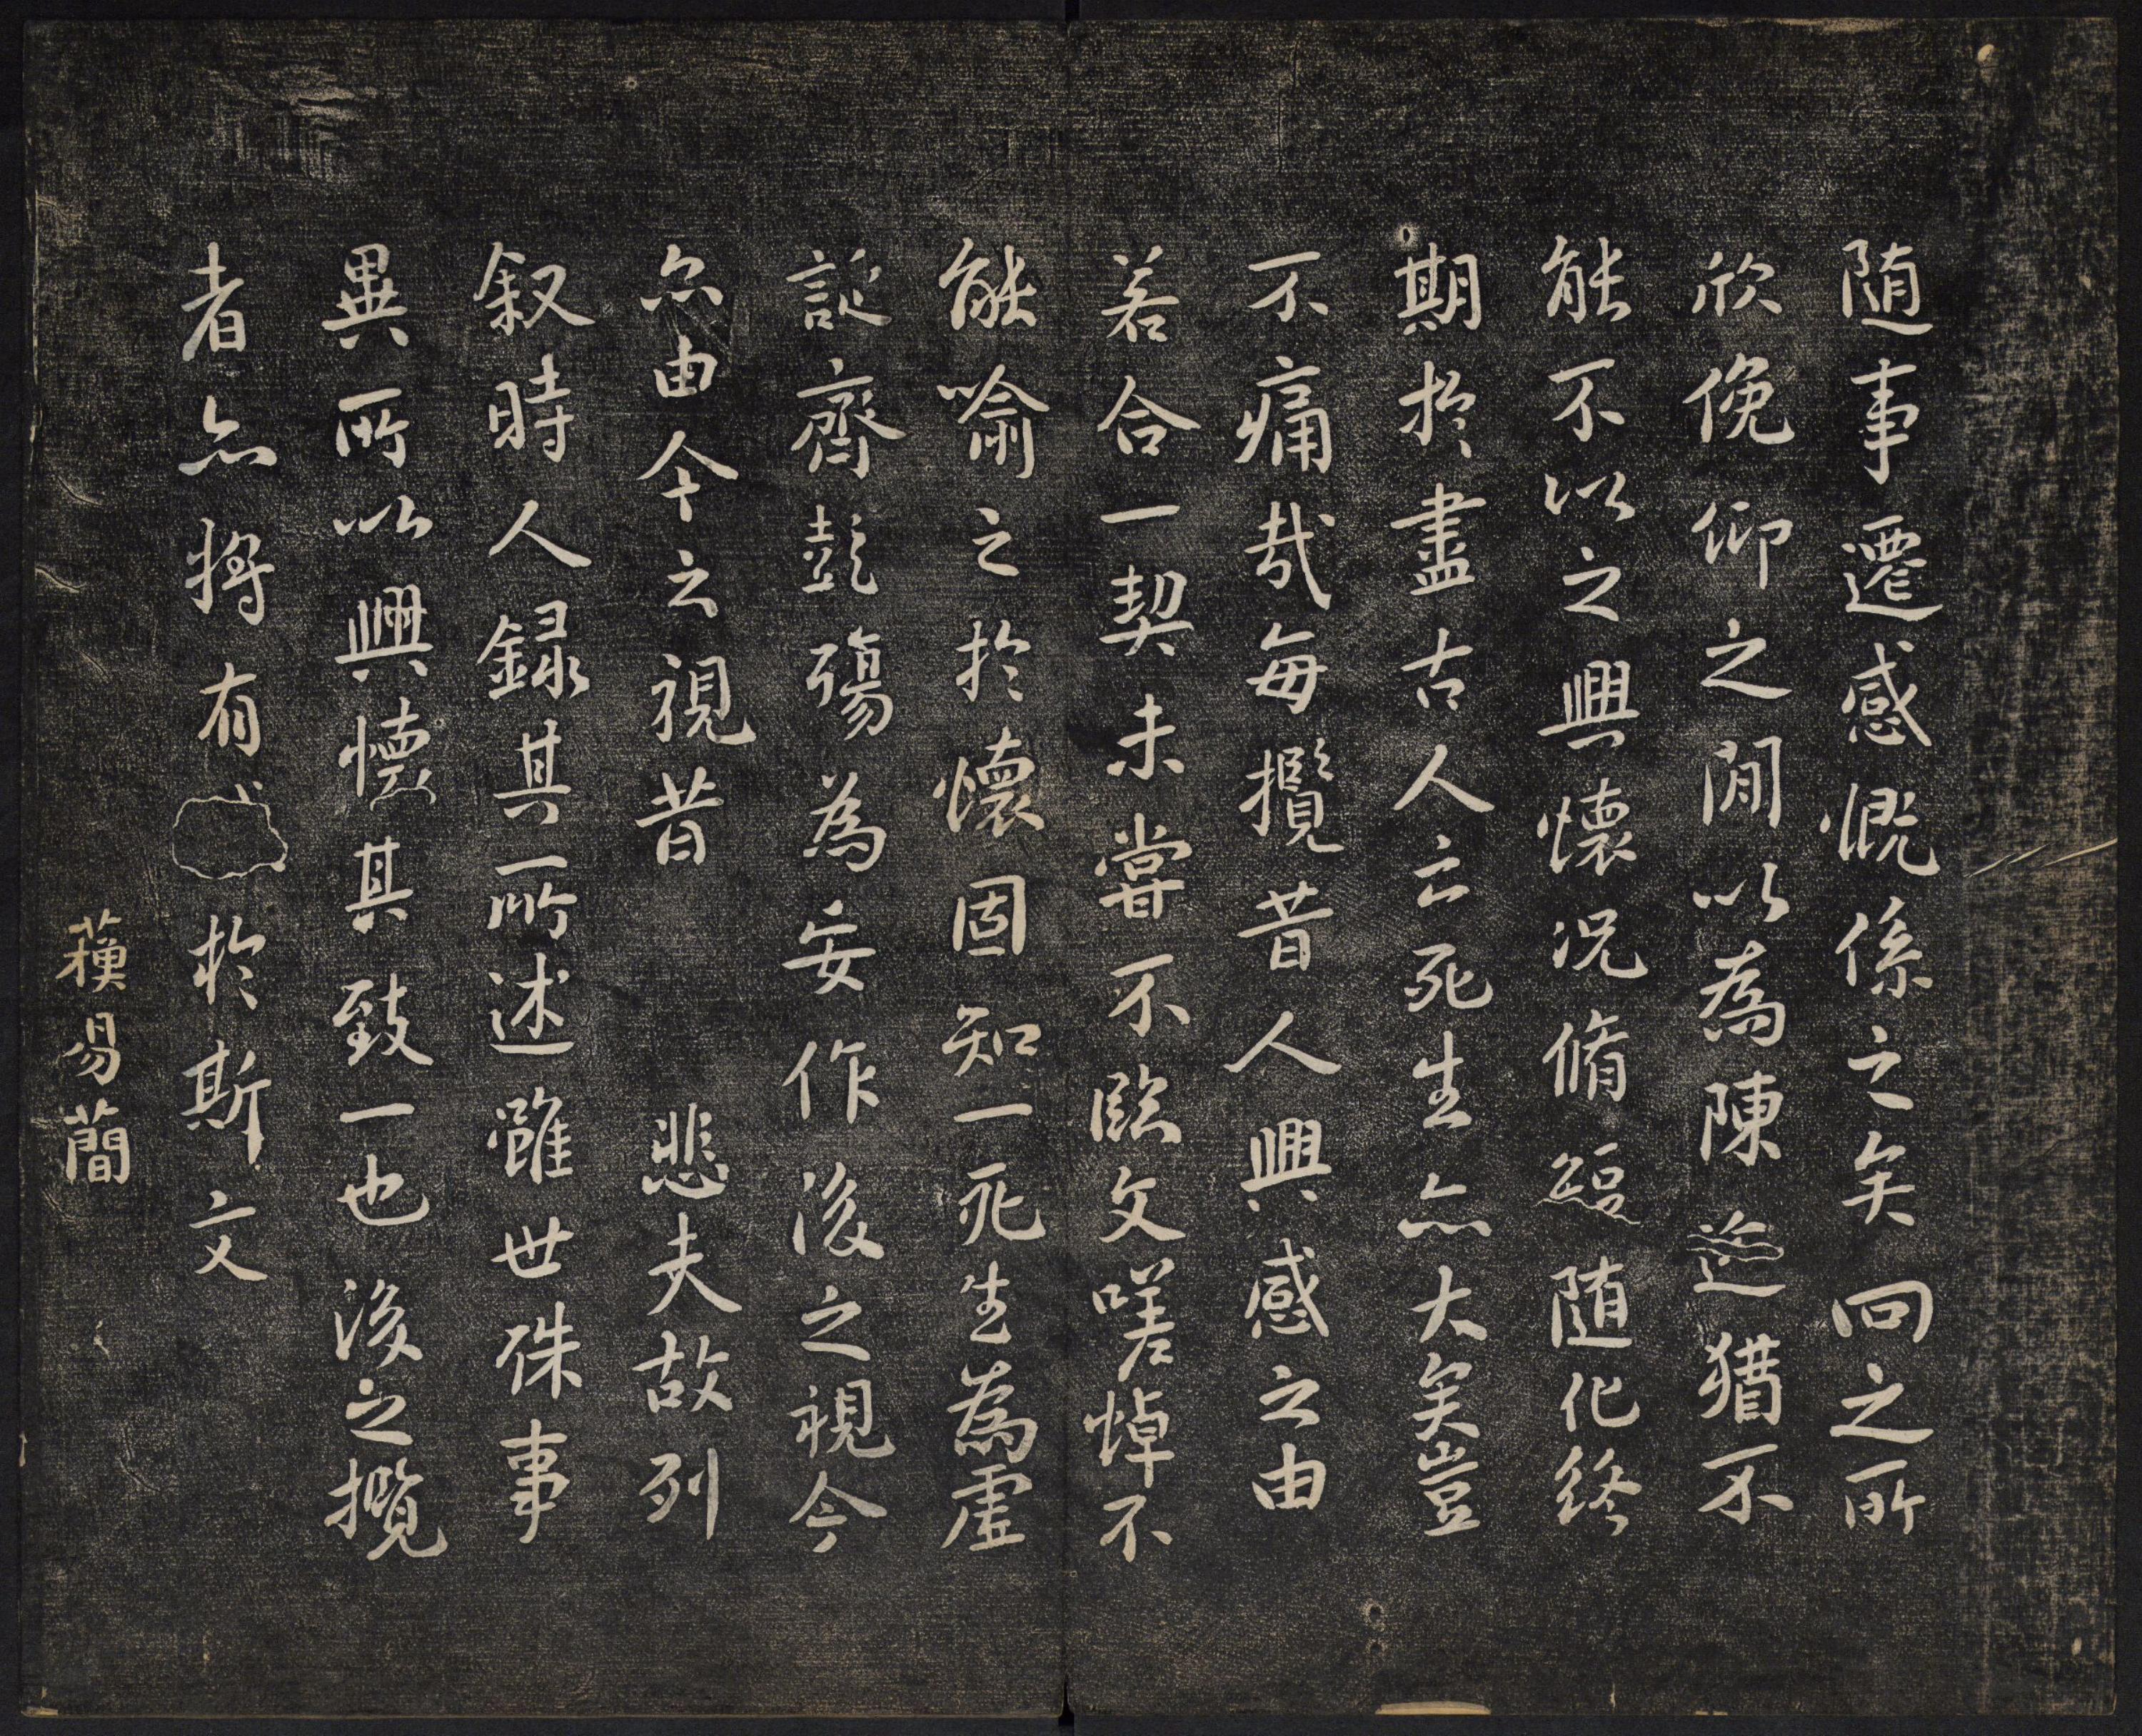 随事遷感慨係之矣向之所
欣俛仰之閒以為陳迹猶不
能不以之興懷況脩短随化終
期於盡古人云死生亦大矣豈
不痛哉每攬昔人興感之由
若合一契未嘗不臨文嗟悼不
能喻之於懷固知一死生為虛
誕齊彭殤為妄作後之視今
亦由今之視昔　悲夫故列
叙時人録其所述雖世殊事
異所以興懷其致一也後之攬
者亦將有　於斯文
蘓易簡